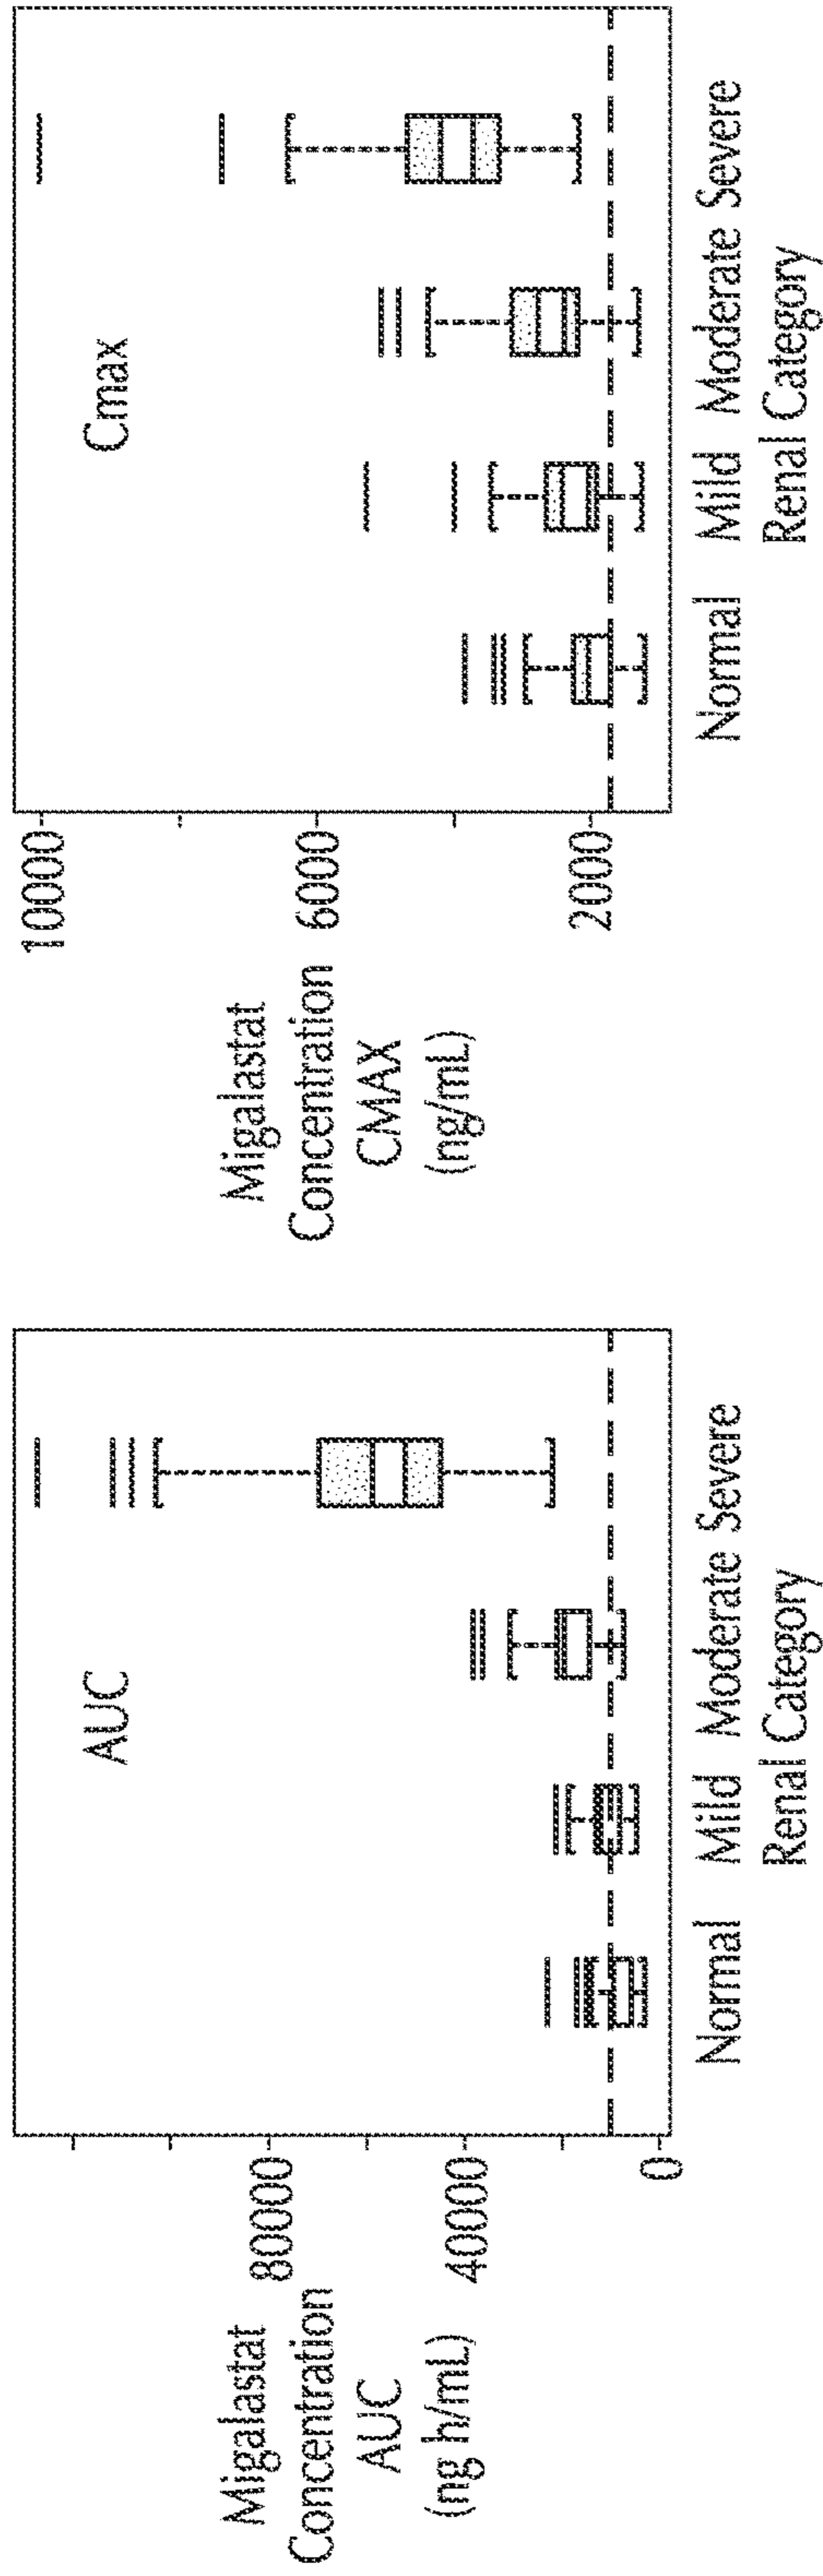 AUC
Migalastat
Concentration
AUC
(ng h/mL)
80000
40000
0
Normal Mild Moderate Severe
Renal Category
Cmax
Migalastat
Concentration
CMAX
(ng/mL)
10000
6000
2000
Normal Mild Moderate Severe
Renal Category